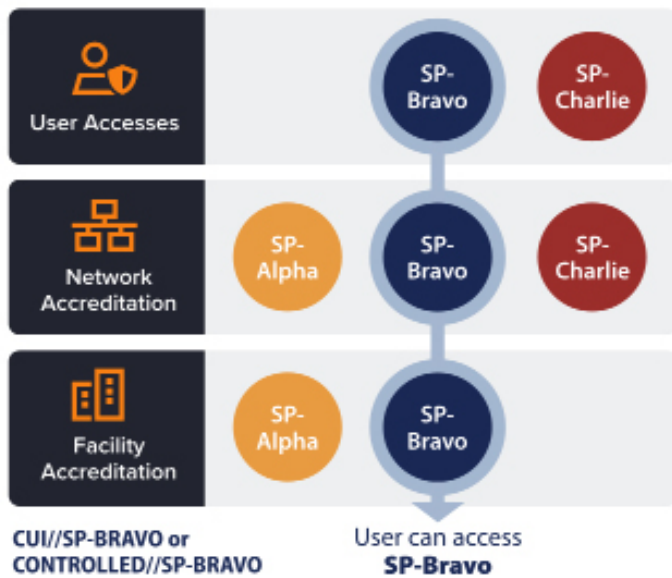 User Accesses
SP-
Bravo
SP-
Charlie
Network
Accreditation
SP-
Alpha
SP-
Bravo
SP-
Charlie
Facility
Accreditation
SP-
Alpha
SP-
Bravo
CUI//SP-BRAVO or
CONTROLLED//SP-BRAVO
User can access
SP-Bravo